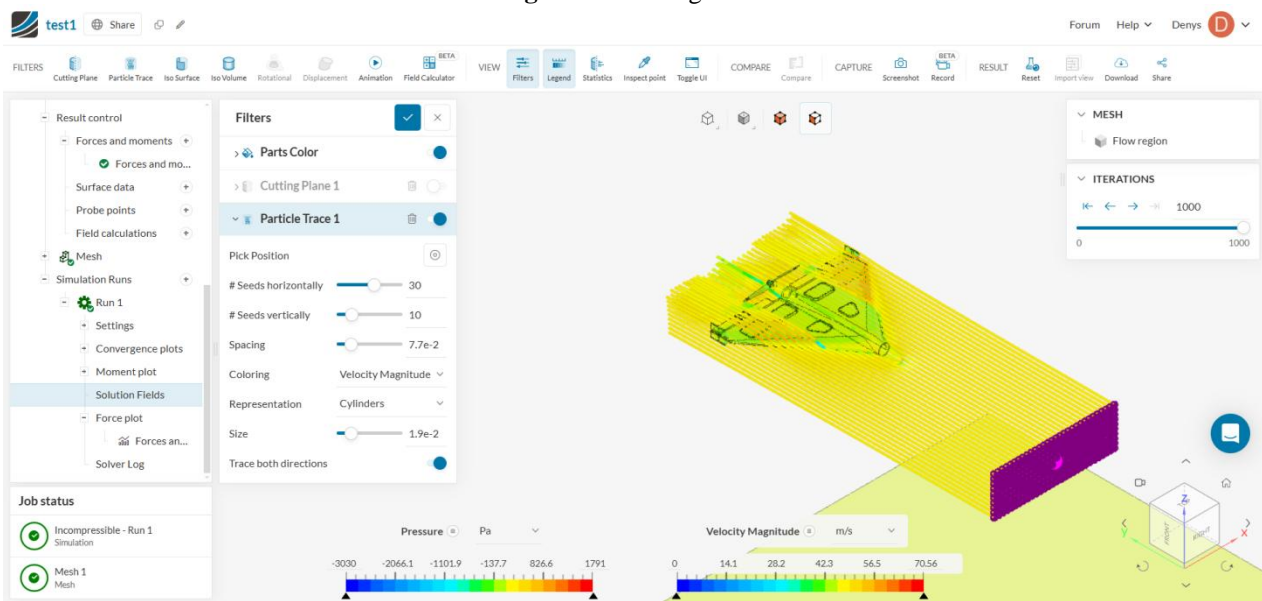 test1 Share Forum Help Denys D
FILTERS Cutting Plane Particle Trace Iso Surface Iso Volume Rotational Displacement Animation Field Calculator BETA VIEW Filters Legend Statistics Inspect point Toggle UI COMPARE Compare CAPTURE Screenshot Record BETA RESULT Reset Import view Download Share
Result control
Forces and moments
Forces and mo...
Surface data
Probe points
Field calculations
Mesh
Simulation Runs
Run 1
Settings
Convergence plots
Moment plot
Solution Fields
Force plot
Forces an...
Solver Log
Job status
Incompressible - Run 1
Simulation
Mesh 1
Mesh
Filters
Parts Color
Cutting Plane 1
Particle Trace 1
Pick Position
# Seeds horizontally 30
# Seeds vertically 10
Spacing 7.7e-2
Coloring Velocity Magnitude
Representation Cylinders
Size 1.9e-2
Trace both directions
MESH
Flow region
ITERATIONS
1000
0 1000
Pressure Pa
-3030 -2066.1 -1101.9 -137.7 826.6 1791
Velocity Magnitude m/s
0 14.1 28.2 42.3 56.5 70.56
Z
Y FRONT RIGHT X